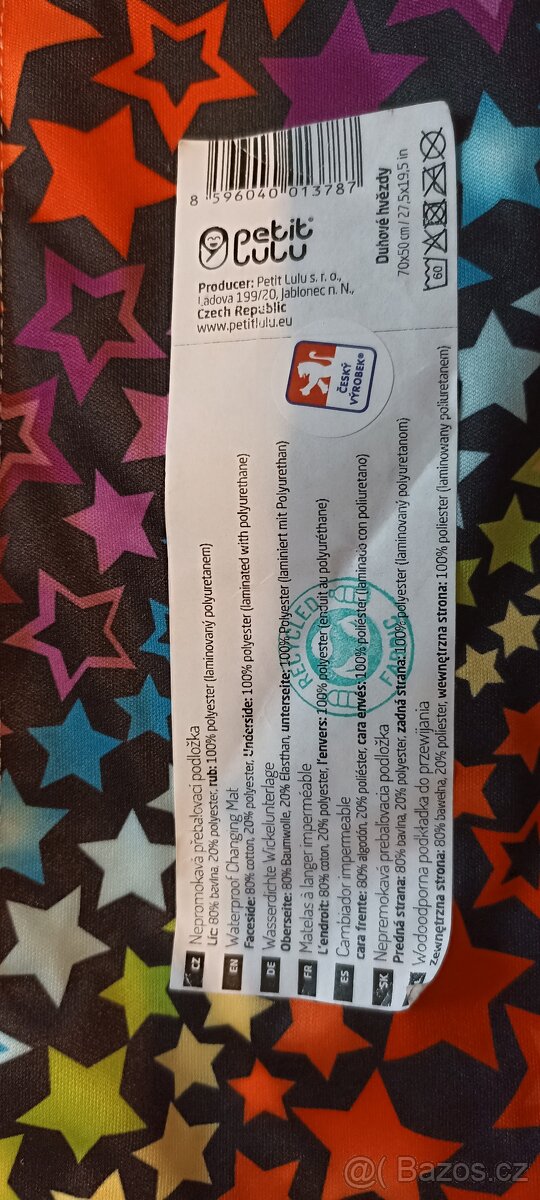 8 596040 013787
petit lulu®
Producer: Petit Lulu s. r. o.,
Ladova 199/20, Jablonec n. N.,
Czech Republic
www.petitlulu.eu
Duhové hvězdy
70x50 cm / 27,5x19,5 in
60
ČESKÝ
VÝROBEK®
CZ Nepromokavá přebalovací podložka
Líc: 80% bavlna, 20% polyester, rub: 100% polyester (laminovaný polyuretanem)
EN Waterproof Changing Mat
Faceside: 80% cotton, 20% polyester, Underside: 100% polyester (laminated with polyurethane)
DE Wasserdichte Wickelunterlage
Oberseite: 80% Baumwolle, 20% Elasthan, unterseite: 100% Polyester (laminiert mit Polyurethan)
FR Matelas à langer imperméable
L'endroit: 80% coton, 20% polyester, l'envers: 100% polyester (enduit au polyuréthane)
ES Cambiador impermeable
cara frente: 80% algodón, 20% poliécter, cara envés: 100% poliéster (laminado con poliuretano)
SK Nepremokavá prebaľovacia podložka
Predná strana: 80% bavlna, 20% polyester, zadná strana: 100% polyester (laminovaný polyuretanom)
Wodoodporna podkładka do przewijania
zewnętrzna strona: 80% bawełna, 20% poliester, wewnętrzna strona: 100% poliester (laminowany poliuretanem)
RECYCLED
FABRIC
@ Bazos.cz